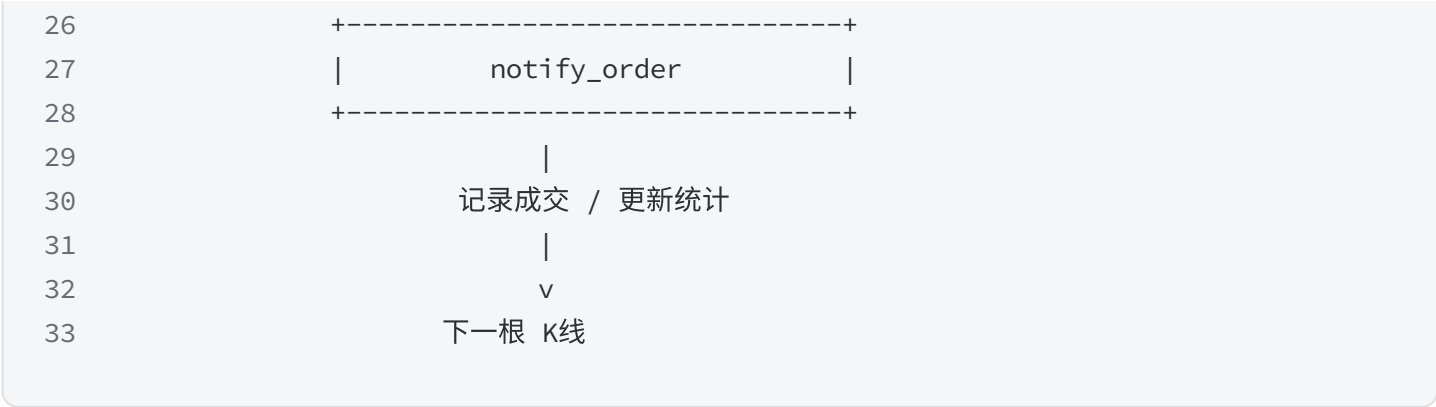 26                +-------------------------------+
27                |         notify_order          |
28                +-------------------------------+
29                             |
30                        记录成交 / 更新统计
31                             |
32                             v
33                       下一根 K线